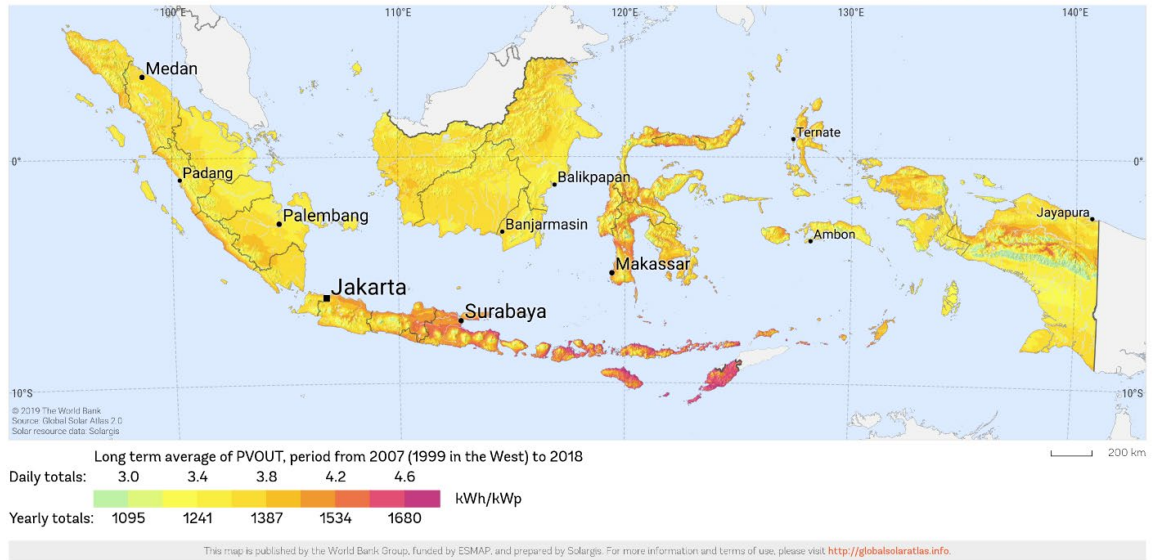 100°E 110°E 120°E 130°E 140°E
Medan
Ternate
0° 0°
Padang
Balikpapan
Palembang
Jayapura
Banjarmasin
Ambon
Makassar
Jakarta
Surabaya
10°S 10°S
© 2019 The World Bank
Source: Global Solar Atlas 2.0
Solar resource data: Solargis
200 km
Long term average of PVOUT, period from 2007 (1999 in the West) to 2018
Daily totals: 3.0 3.4 3.8 4.2 4.6
kWh/kWp
Yearly totals: 1095 1241 1387 1534 1680
This map is published by the World Bank Group, funded by ESMAP, and prepared by Solargis. For more information and terms of use, please visit http://globalsolaratlas.info.